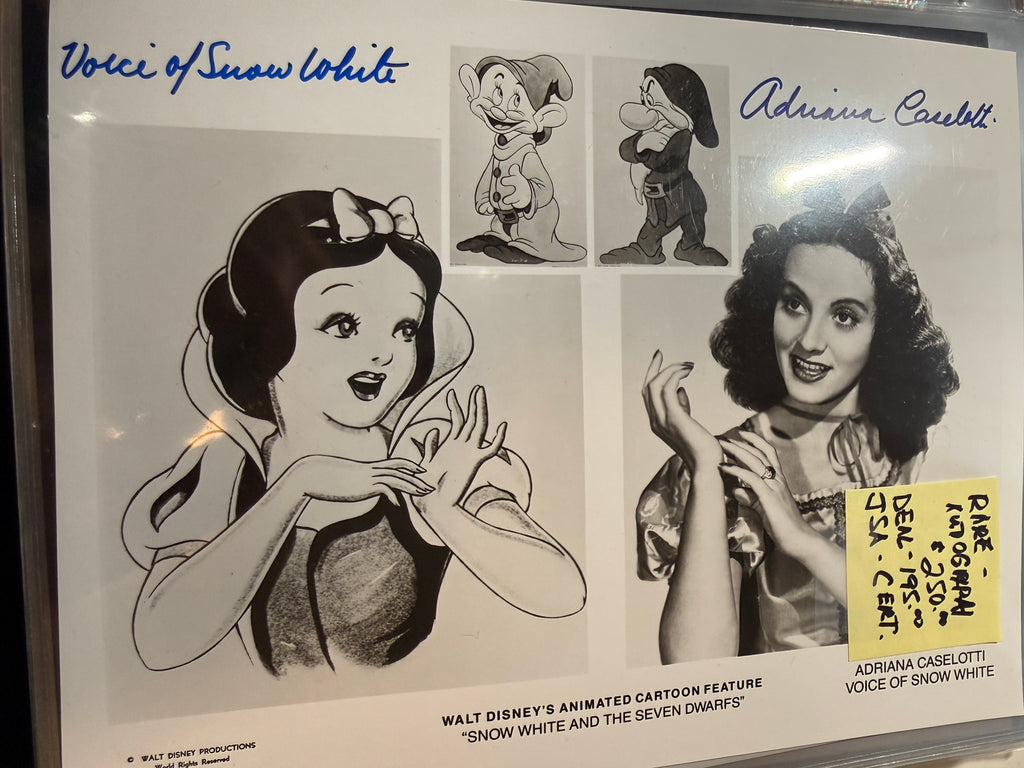 Voice of Snow White
Adriana Caselotti.
RARE -
AUTOGRAPH
$ 250.00
DEAL - 195.00
JSA - CERT.
ADRIANA CASELOTTI
VOICE OF SNOW WHITE
WALT DISNEY'S ANIMATED CARTOON FEATURE
"SNOW WHITE AND THE SEVEN DWARFS"
© WALT DISNEY PRODUCTIONS
World Rights Reserved